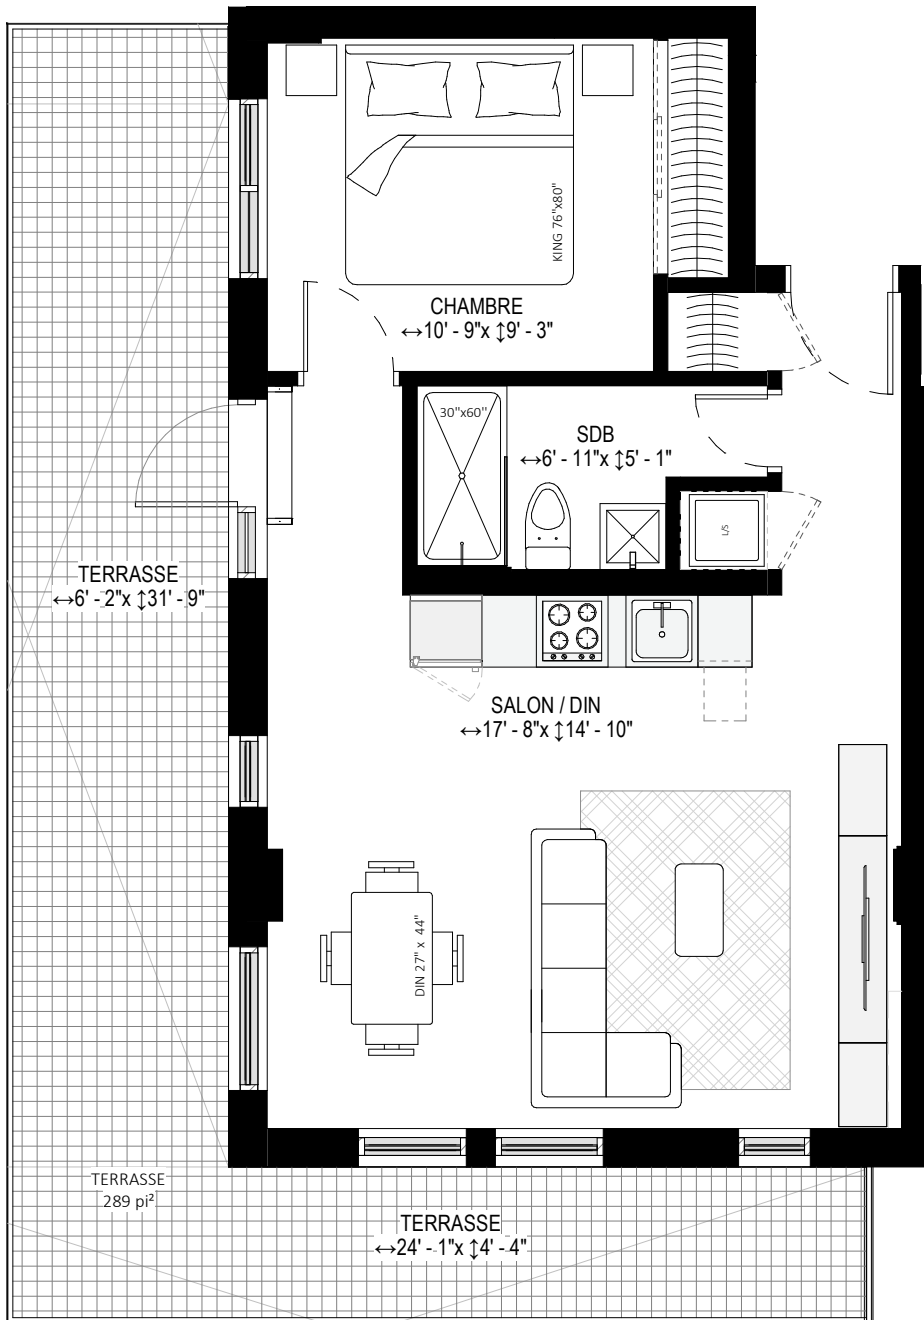 KING 76"x80"
CHAMBRE
↔10' - 9"x ↕9' - 3"
30"x60"
SDB
↔6' - 11"x ↕5' - 1"
L/S
TERRASSE
↔6' - 2"x ↕31' - 9"
SALON / DIN
↔17' - 8"x ↕14' - 10"
DIN 27" x 44"
TERRASSE
289 pi²
TERRASSE
↔24' - 1"x ↕4' - 4"